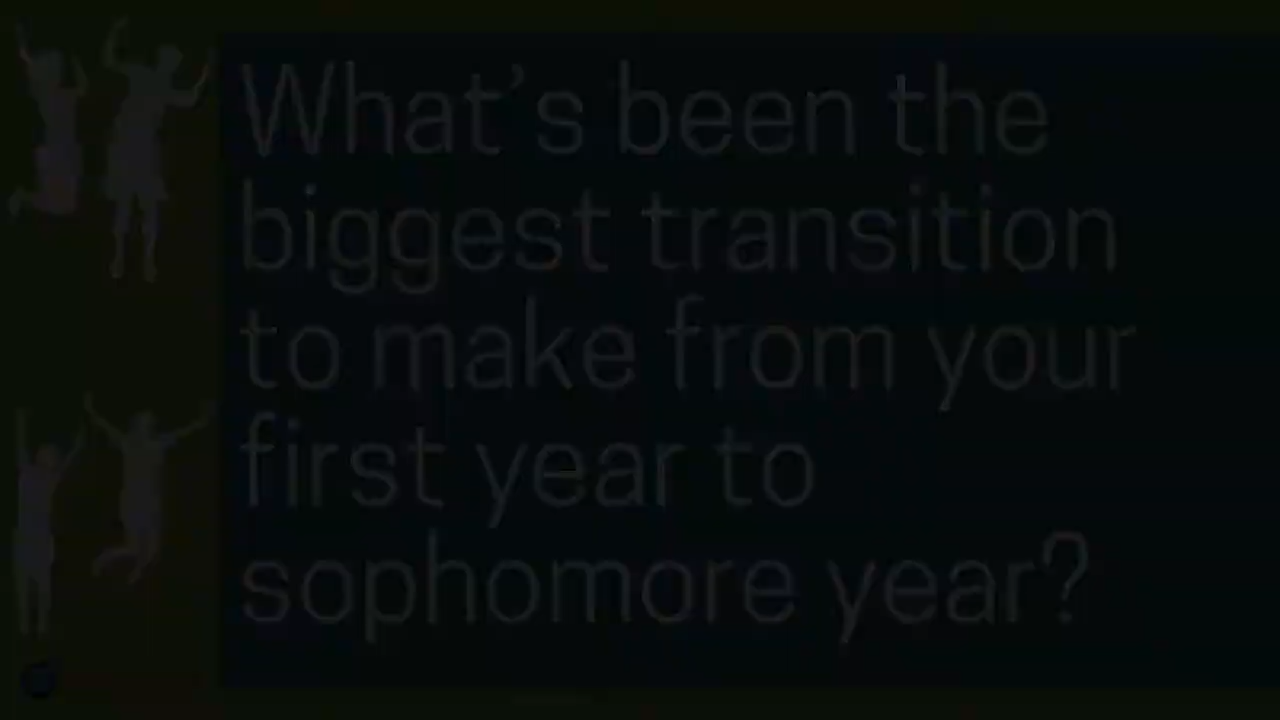 What's been the
biggest transition
to make from your
first year to
sophomore year?